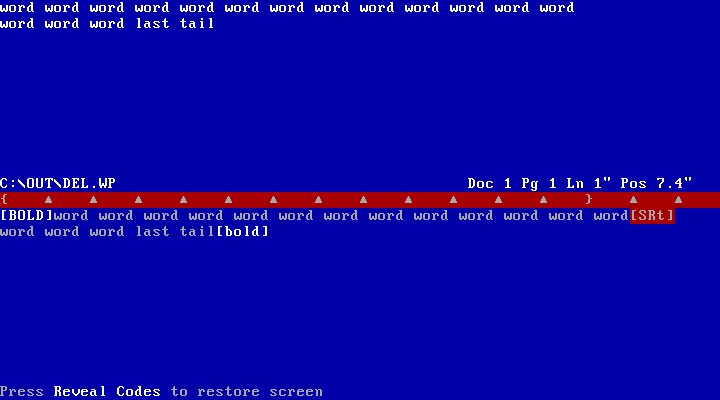 word word word word word word word word word word word word word
word word word last tail
C:\OUT\DEL.WP Doc 1 Pg 1 Ln 1" Pos 7.4"
{ ▲ ▲ ▲ ▲ ▲ ▲ ▲ ▲ ▲ ▲ ▲ ▲ } ▲ ▲
[BOLD]word word word word word word word word word word word word word[SRt]
word word word last tail[bold]
Press Reveal Codes to restore screen